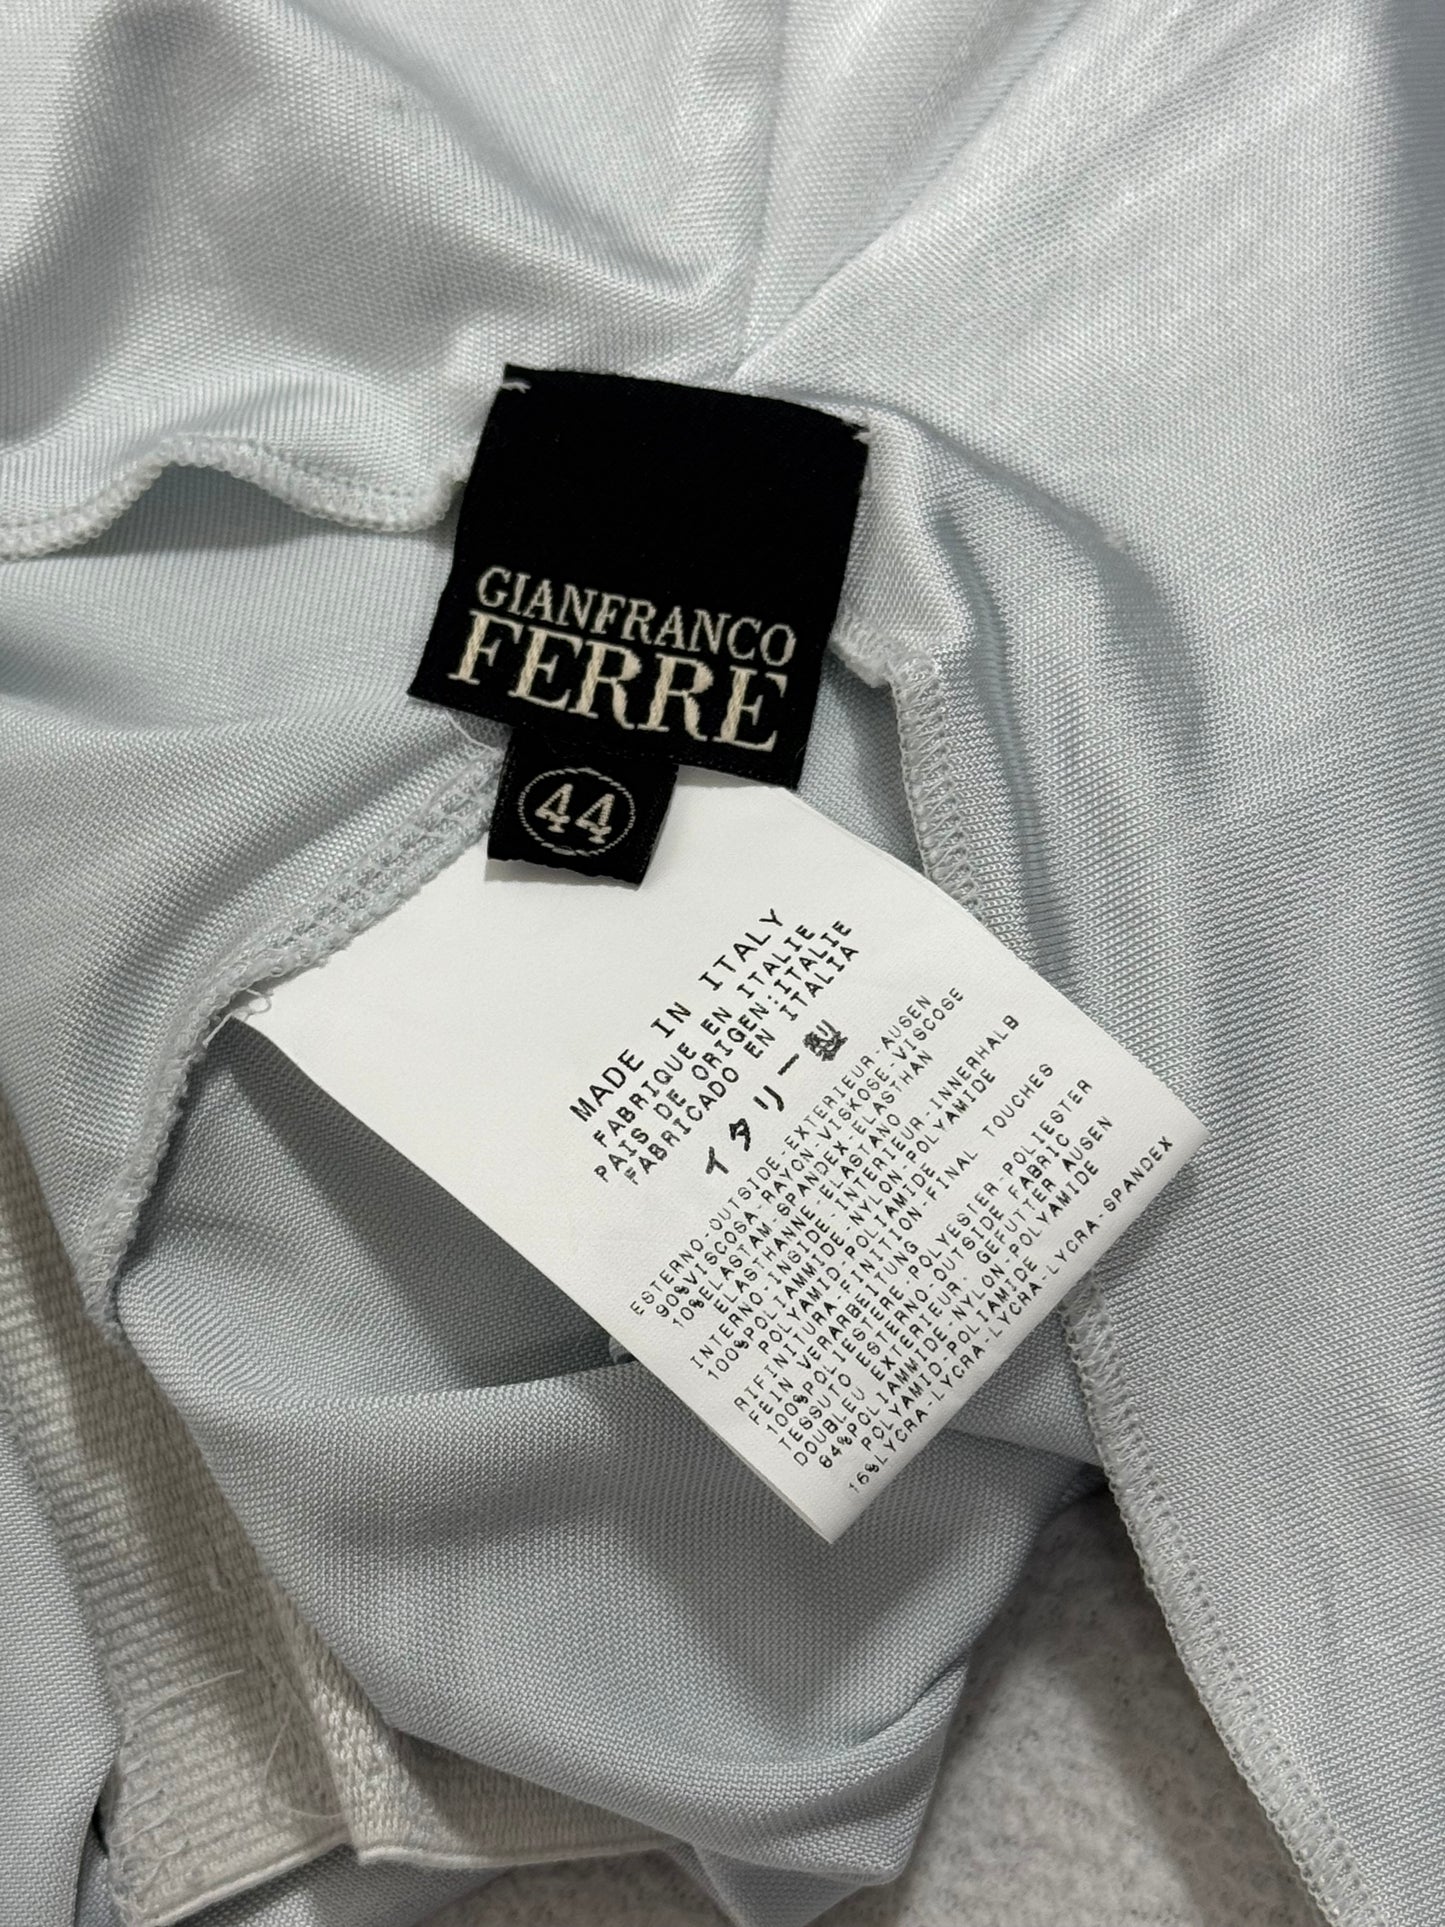 GIANFRANCO
FERRE
44
MADE IN ITALY
FABRIQUE EN ITALIE
PAIS DE ORIGEN:ITALIE
FABRICADO EN ITALIA
イタリー製
ESTERNO-OUTSIDE-EXTERIEUR-AUSEN
90%VISCOSA-RAYON-VISKOSE-VISCOSE
10%ELASTAM-SPANDEX-ELASTHAN
ELASTHANNE-ELASTANO
INTERNO-INSIDE-INTERIEUR-INNERHALB
100%POLIAMMIDE-NYLON-POLYAMIDE
POLYAMID-POLIAMIDE
RIFINITURA-FINITION-FINAL TOUCHES
FEIN VERARBEITUNG
100%POLIESTERE-POLYESTER-POLIESTER
TESSUTO ESTERNO-OUTSIDE FABRIC
DOUBLEU EXTERIEUR. GEFUTTER AUSEN
84%POLIAMMIDE-NYLON-POLYAMIDE
POLYAMID-POLIAMIDE
16%LYCRA-LYCRA-LYCRA-LYCRA-SPANDEX